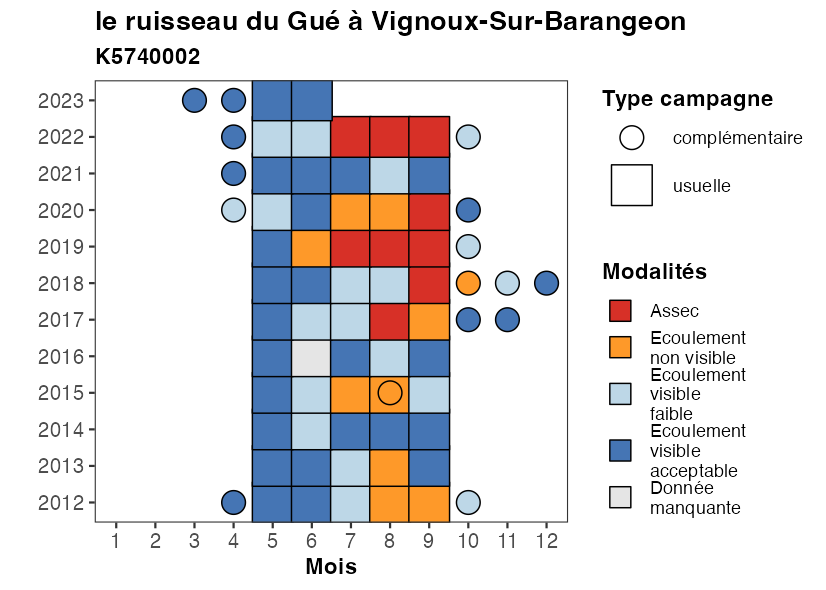 le ruisseau du Gué à Vignoux-Sur-Barangeon
K5740002
2023
2022
2021
2020
2019
2018
2017
2016
2015
2014
2013
2012
1 2 3 4 5 6 7 8 9 10 11 12
Mois
Type campagne
complémentaire
usuelle
Modalités
Assec
Ecoulement
non visible
Ecoulement
visible
faible
Ecoulement
visible
acceptable
Donnée
manquante